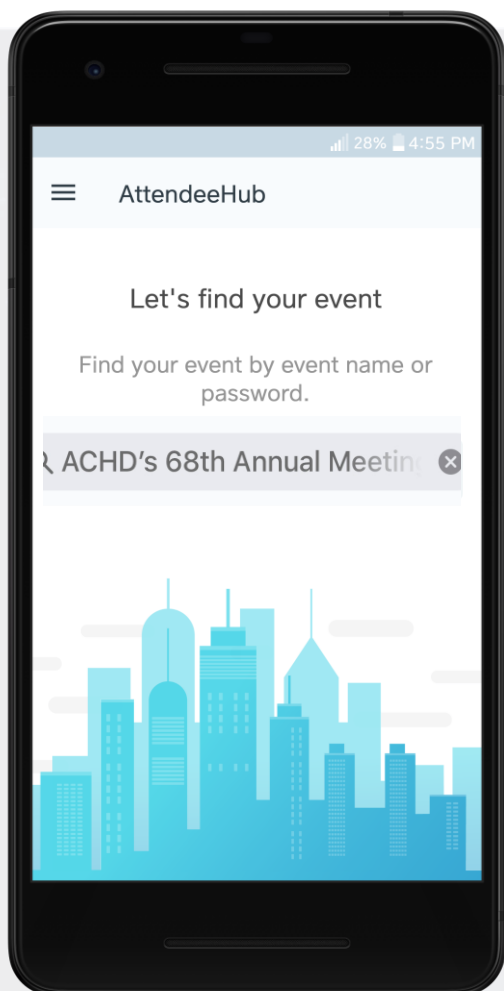 28% 4:55 PM
AttendeeHub
Let's find your event
Find your event by event name or
password.
ACHD’s 68th Annual Meeting